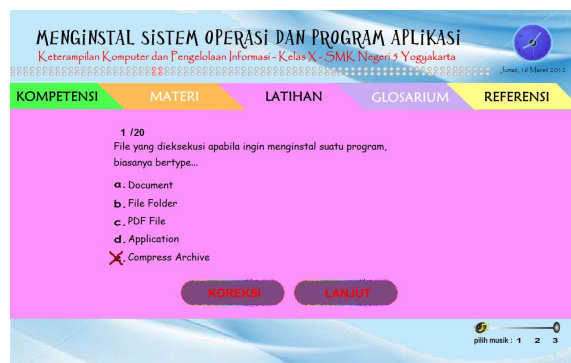 MENGiNSTAL SiSTEM OPERASi DAN PROGRAM APLiKASi
Keterampilan Komputer dan Pengelolaan Informasi - Kelas X - SMK Negeri 5 Yogyakarta
Jumat, 16 Maret 2012
KOMPETENSI MATERI LATIHAN GLOSARIUM REFERENSI
1 /20
File yang dieksekusi apabila ingin menginstal suatu program,
biasanya bertype...
a. Document
b. File Folder
c. PDF File
d. Application
e. Compress Archive
KOREKSI LANJUT
pilih musik : 1 2 3